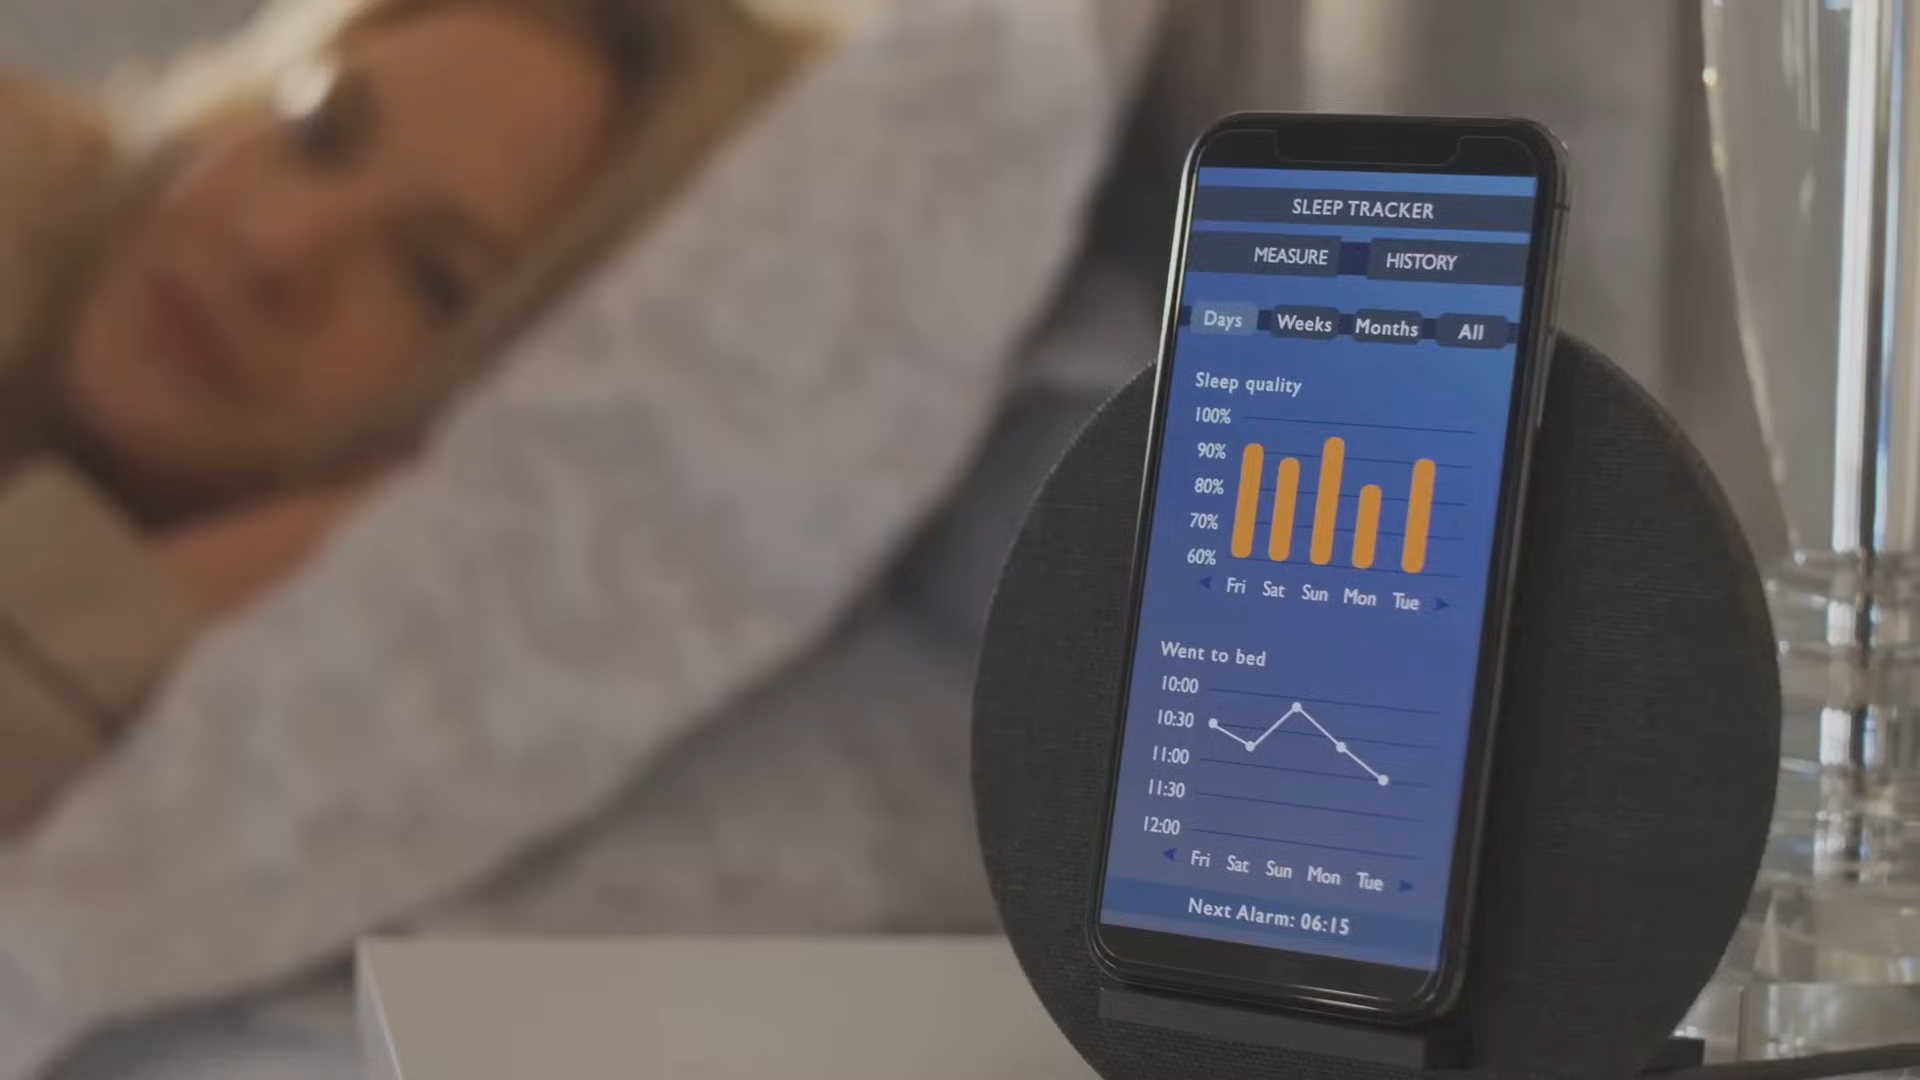 SLEEP TRACKER
MEASURE HISTORY
Days Weeks Months All
Sleep quality
100%
90%
80%
70%
60%
Fri Sat Sun Mon Tue
Went to bed
10:00
10:30
11:00
11:30
12:00
Fri Sat Sun Mon Tue
Next Alarm: 06:15